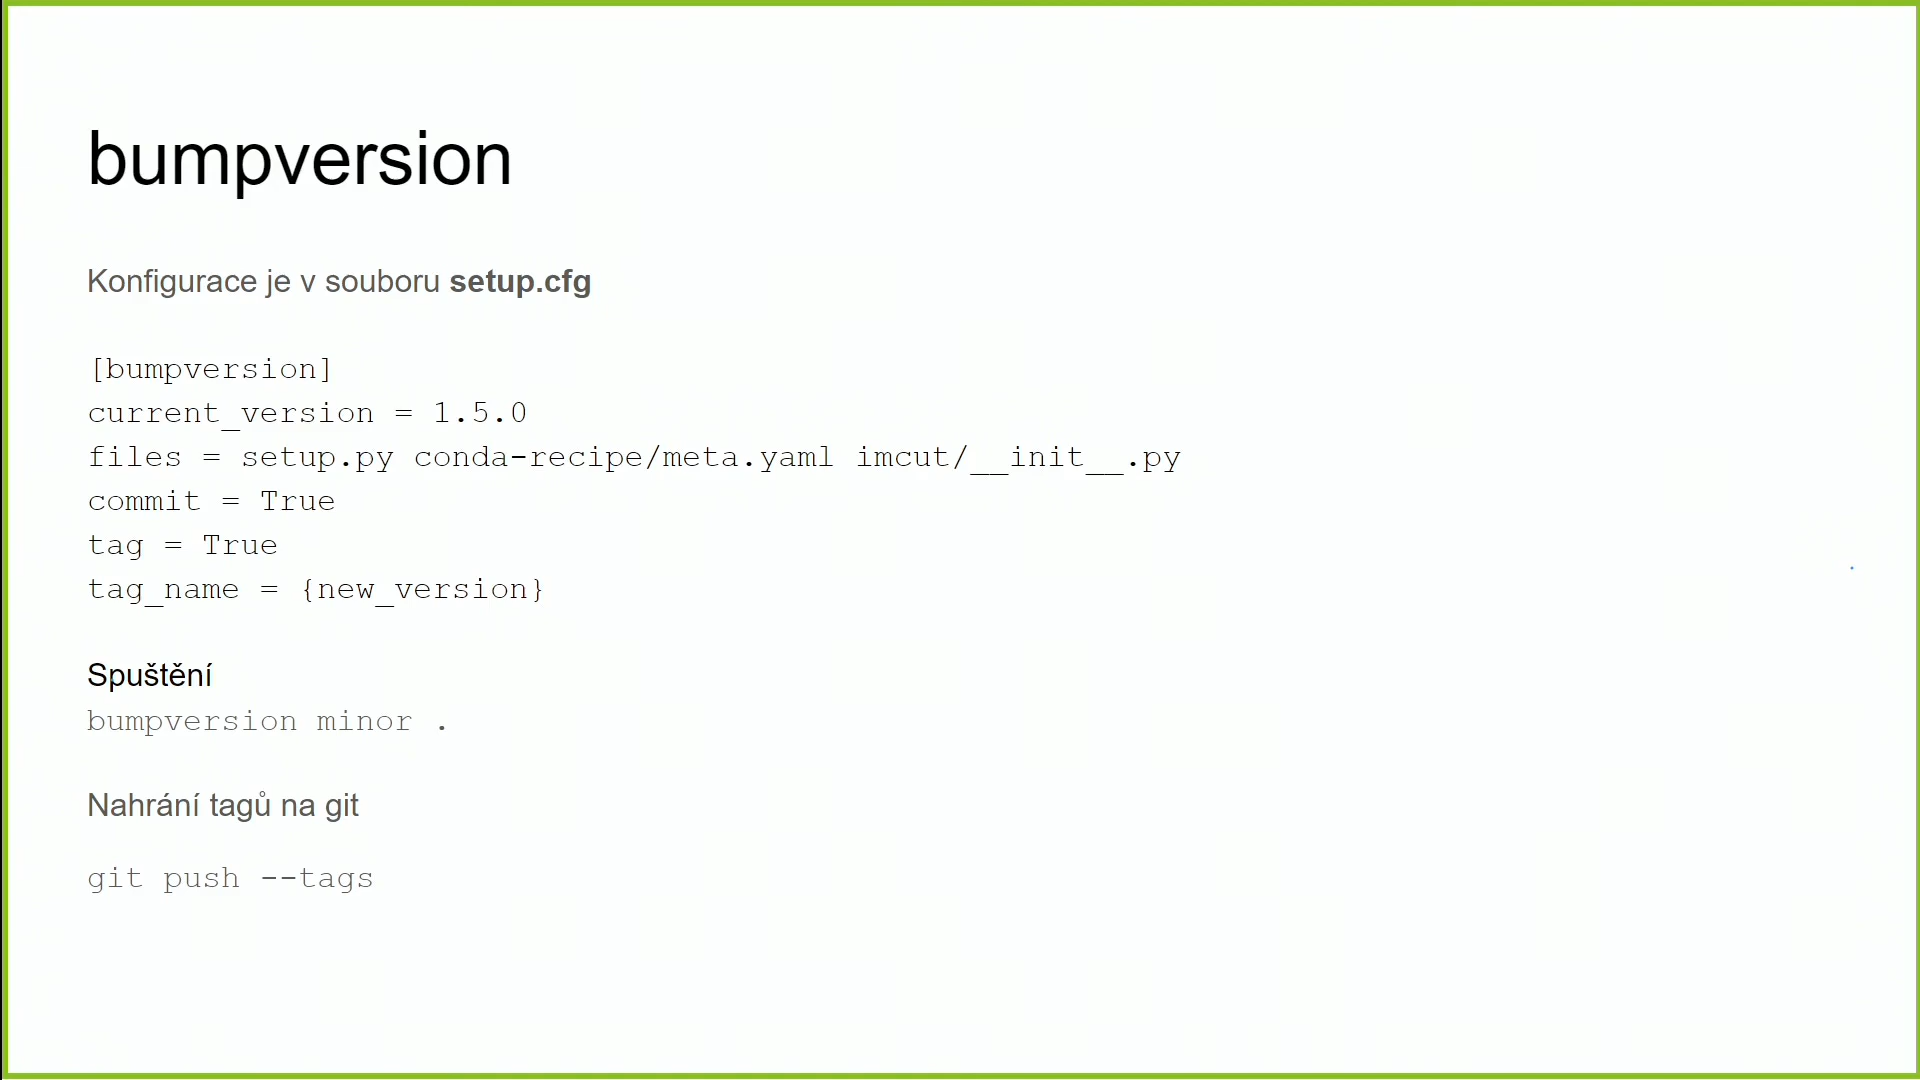 bumpversion
Konfigurace je v souboru setup.cfg
[bumpversion]
current_version = 1.5.0
files = setup.py conda-recipe/meta.yaml imcut/__init__.py
commit = True
tag = True
tag_name = {new_version}
Spuštění
bumpversion minor .
Nahrání tagů na git
git push --tags